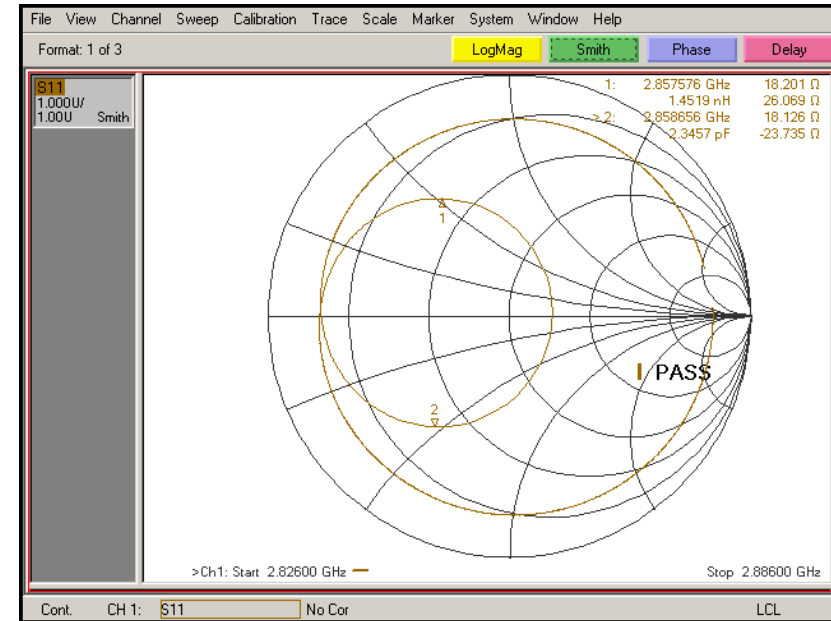 File View Channel Sweep Calibration Trace Scale Marker System Window Help
Format: 1 of 3 LogMag Smith Phase Delay
S11
1.000U/
1.00U Smith
1: 2.857576 GHz 18.201 Ω
1.4519 nH 26.069 Ω
> 2: 2.858656 GHz 18.126 Ω
2.3457 pF -23.735 Ω
1
PASS
2
>Ch1: Start 2.82600 GHz Stop 2.88600 GHz
Cont. CH 1: S11 No Cor LCL